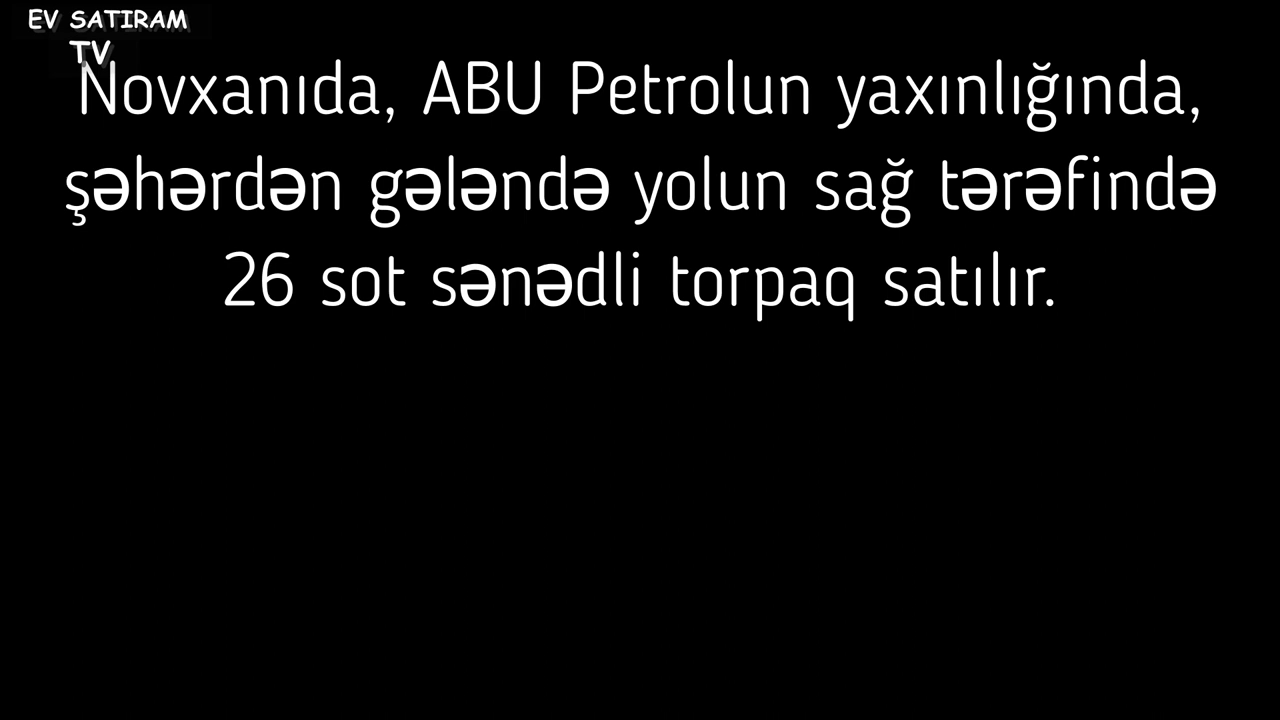 EV SATIRAM
TV
Novxanıda, ABU Petrolun yaxınlığında,
şəhərdən gələndə yolun sağ tərəfində
26 sot sənədli torpaq satılır.